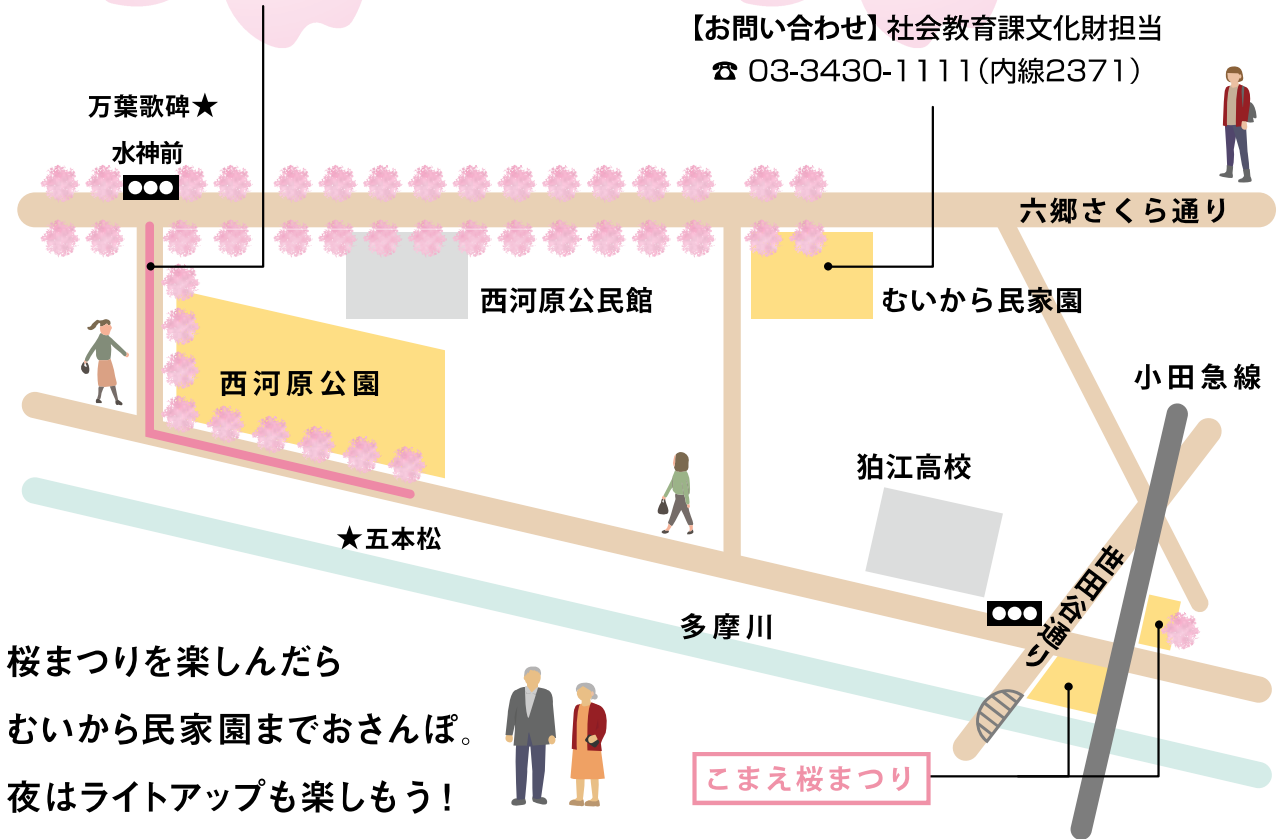 【お問い合わせ】社会教育課文化財担当
☎ 03-3430-1111(内線2371)
万葉歌碑★
水神前
六郷さくら通り
西河原公民館
むいから民家園
小田急線
西河原公園
狛江高校
★五本松
世田谷通り
多摩川
桜まつりを楽しんだら
むいから民家園までおさんぽ。
夜はライトアップも楽しもう!
こまえ桜まつり